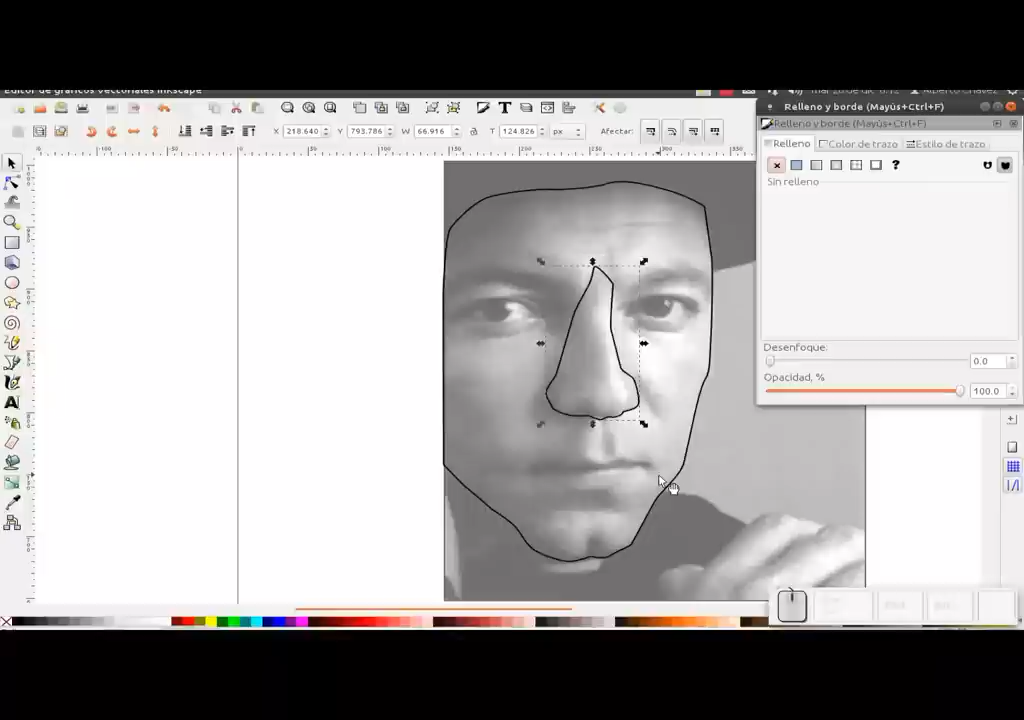 Editor de gráficos vectoriales Inkscape
Relleno y borde (Mayús+Ctrl+F)
X 218.640 Y 793.786 W 66.916 T 124.826 px Afectar:
Relleno y borde (Mayús+Ctrl+F)
Relleno Color de trazo Estilo de trazo
?
Sin relleno
Desenfoque:
0.0
Opacidad, %
100.0